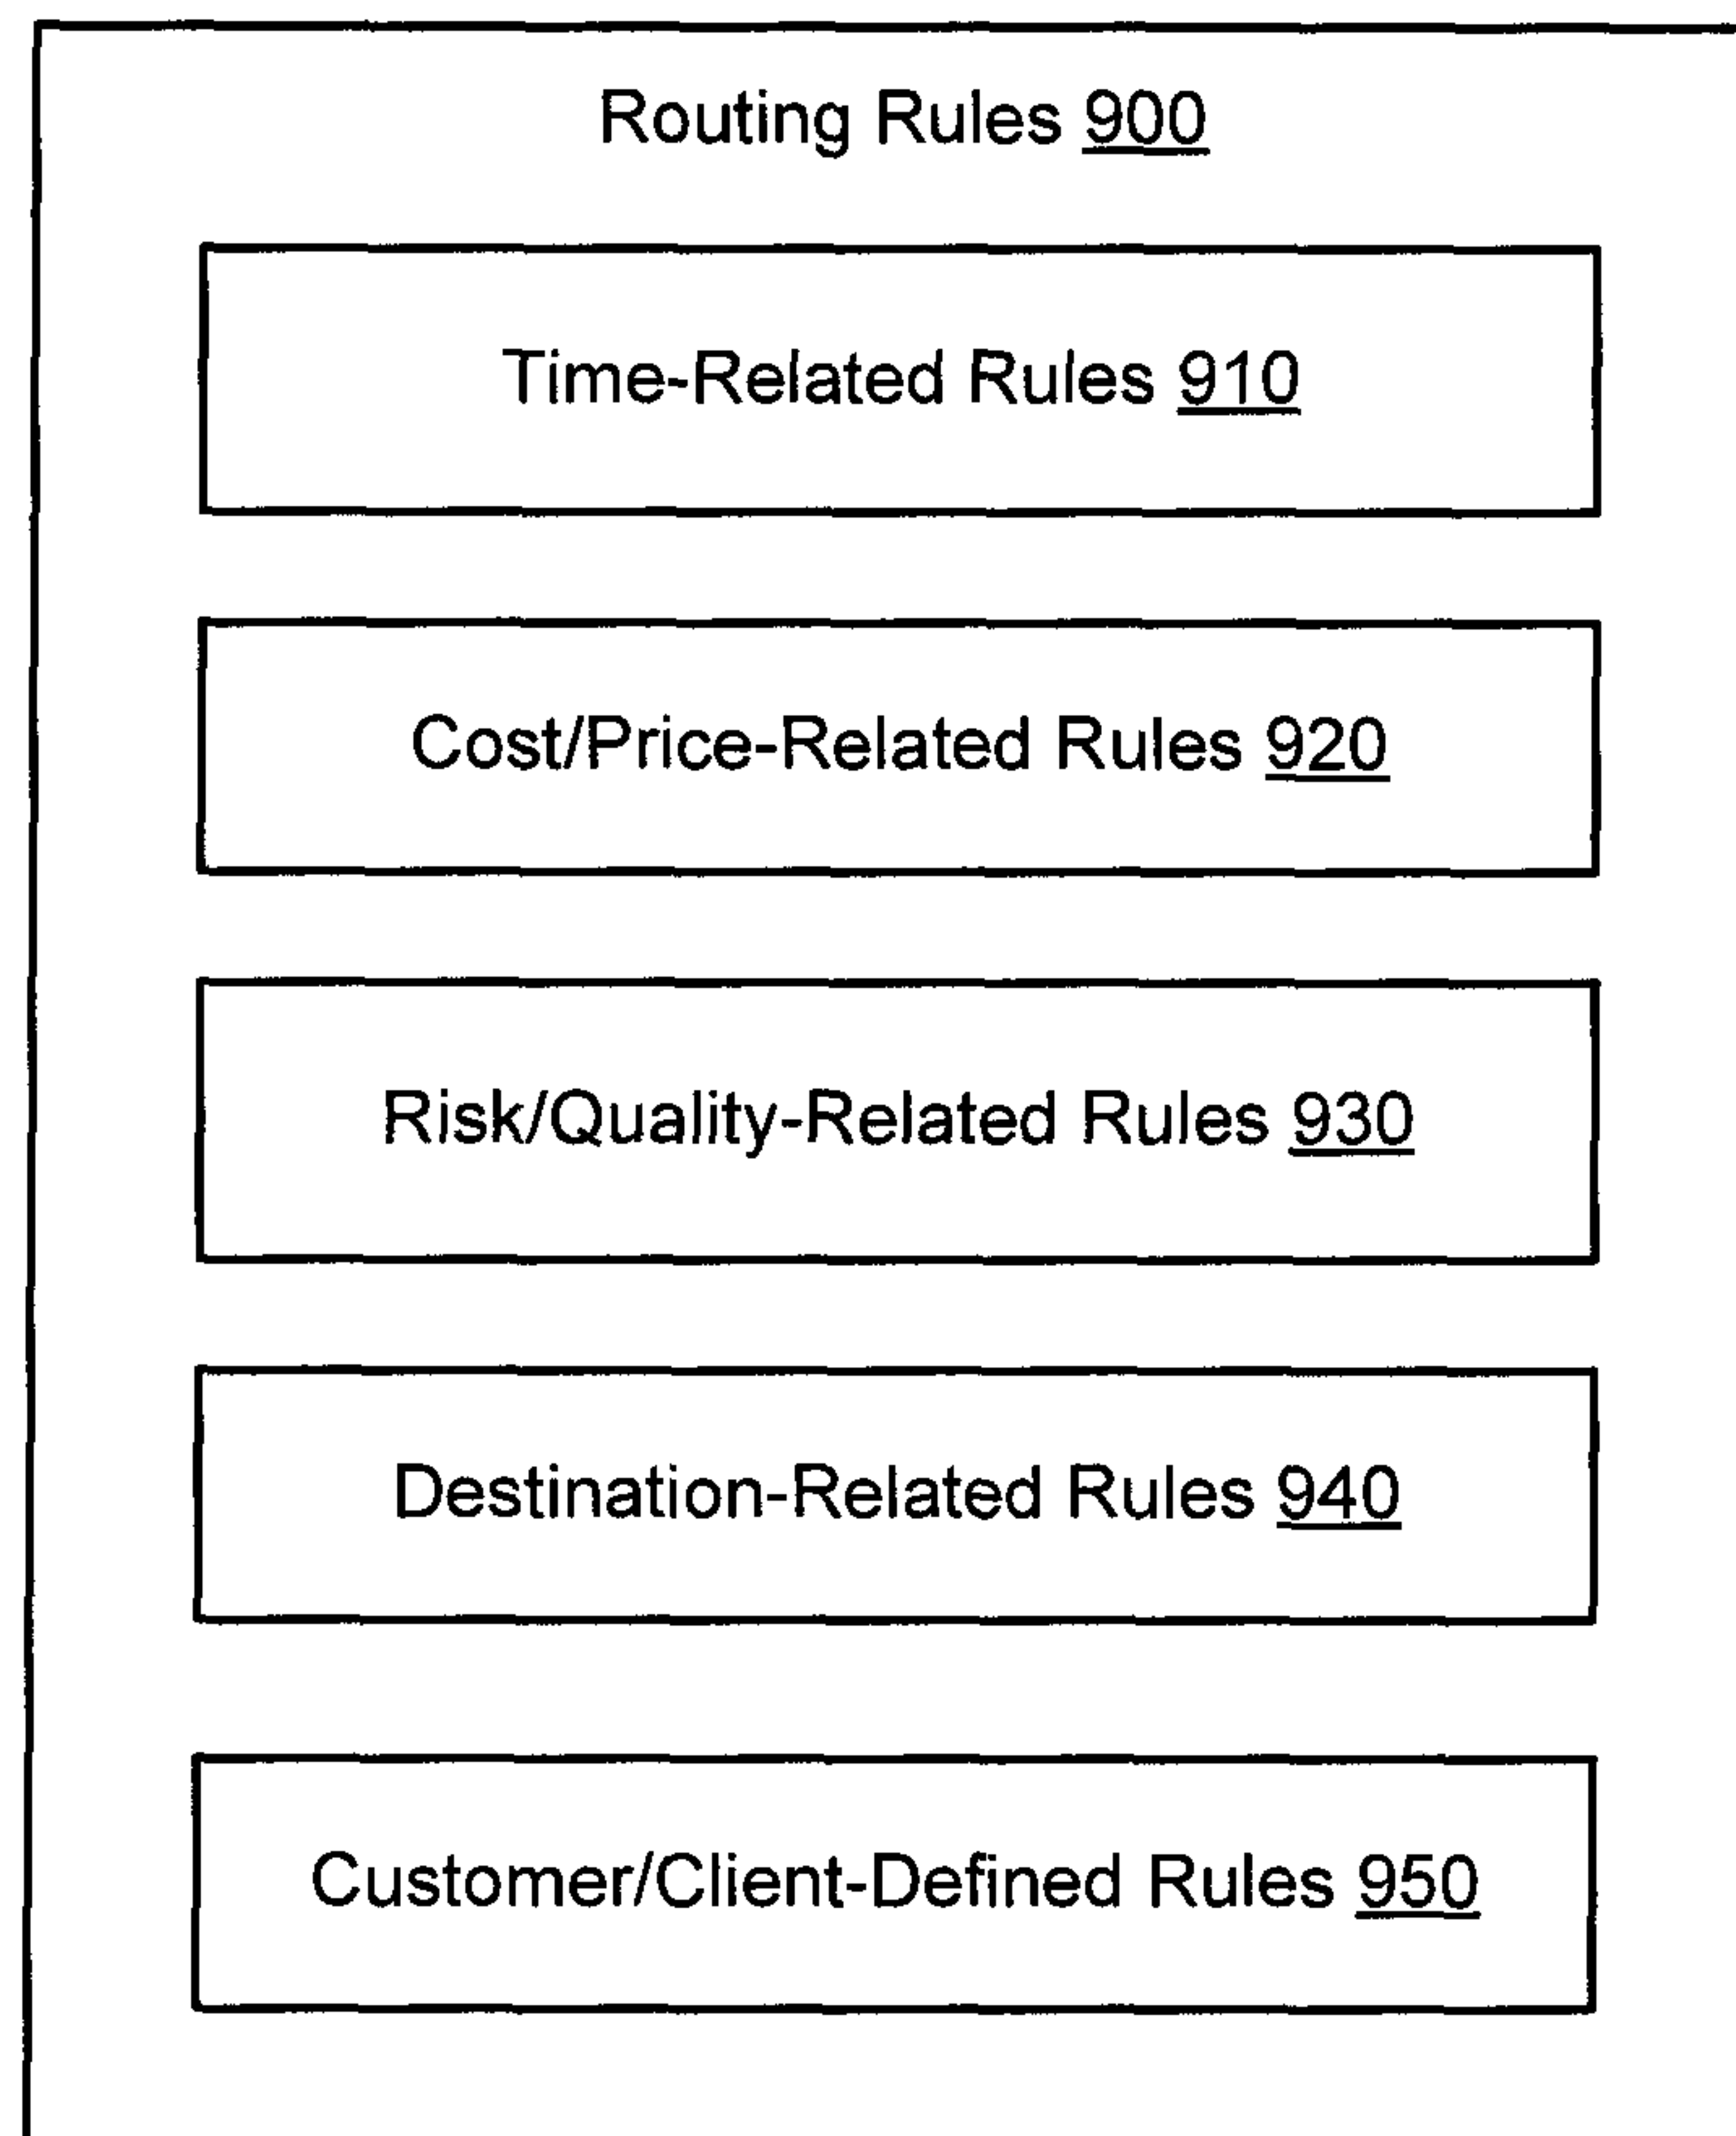 Routing Rules 900
Time-Related Rules 910
Cost/Price-Related Rules 920
Risk/Quality-Related Rules 930
Destination-Related Rules 940
Customer/Client-Defined Rules 950